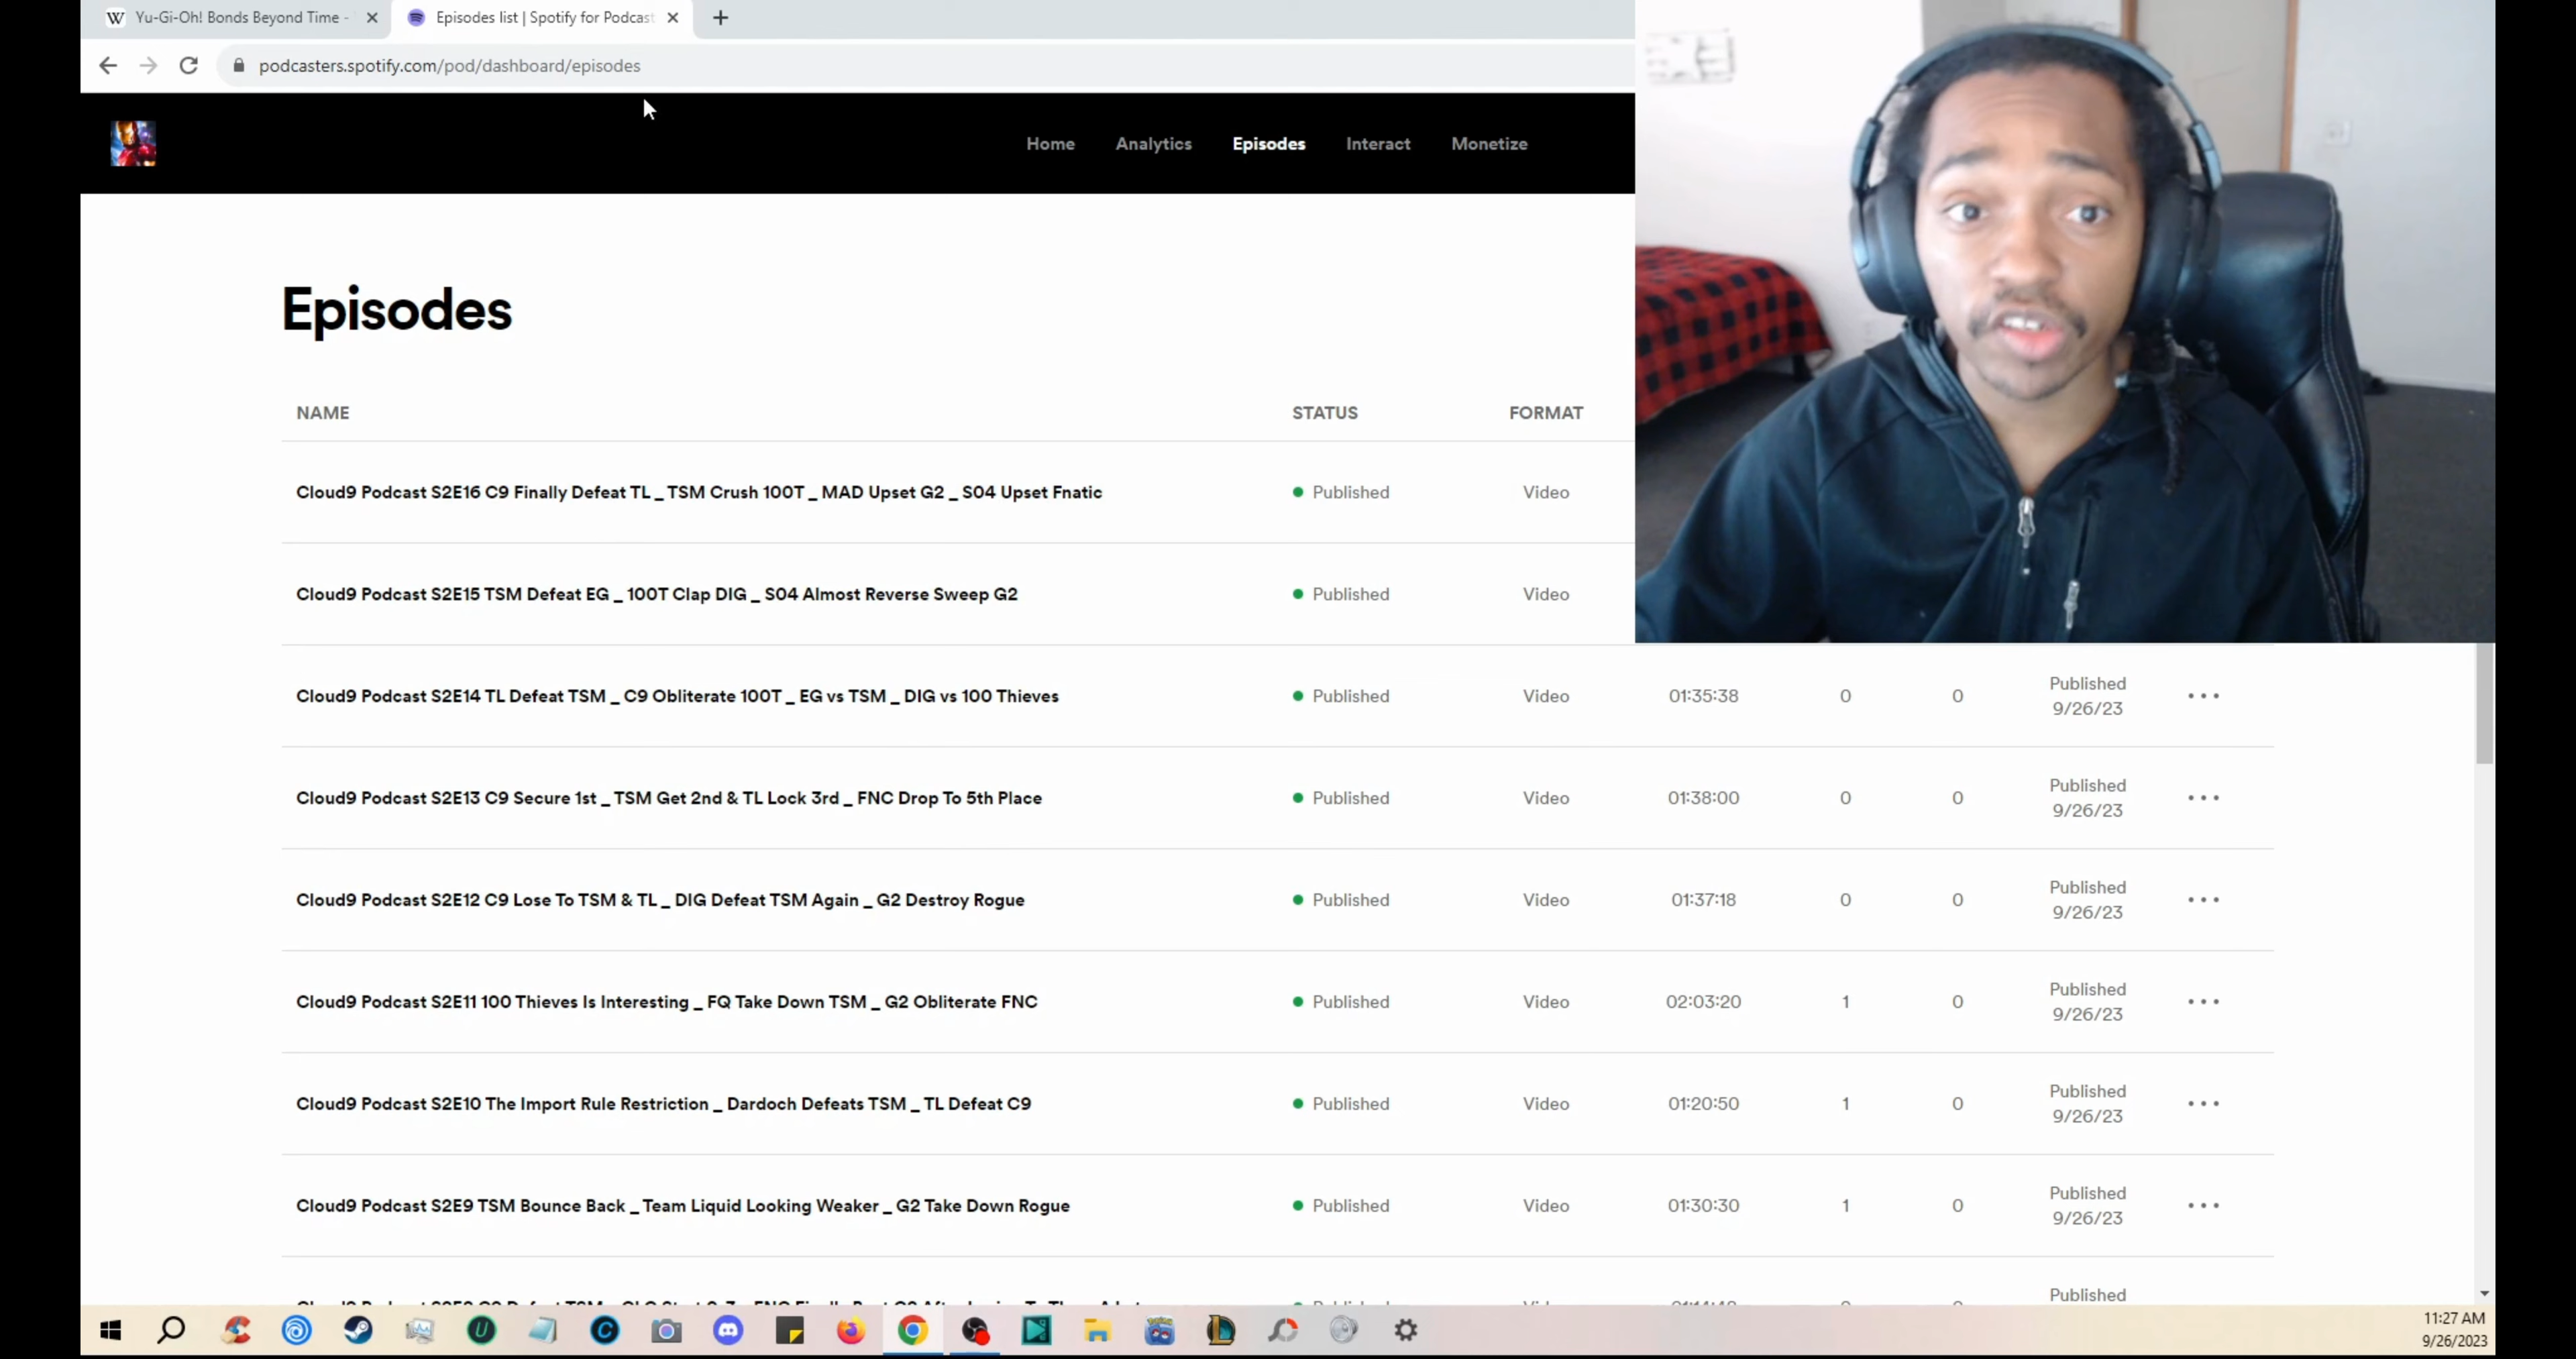 Yu-Gi-Oh! Bonds Beyond Time -
Episodes list | Spotify for Podcast
podcasters.spotify.com/pod/dashboard/episodes
Home Analytics Episodes Interact Monetize
Episodes
NAME STATUS FORMAT
Cloud9 Podcast S2E16 C9 Finally Defeat TL _ TSM Crush 100T _ MAD Upset G2 _ S04 Upset Fnatic Published Video
Cloud9 Podcast S2E15 TSM Defeat EG _ 100T Clap DIG _ S04 Almost Reverse Sweep G2 Published Video
Cloud9 Podcast S2E14 TL Defeat TSM _ C9 Obliterate 100T _ EG vs TSM _ DIG vs 100 Thieves Published Video 01:35:38 0 0 Published
9/26/23
Cloud9 Podcast S2E13 C9 Secure 1st _ TSM Get 2nd & TL Lock 3rd _ FNC Drop To 5th Place Published Video 01:38:00 0 0 Published
9/26/23
Cloud9 Podcast S2E12 C9 Lose To TSM & TL _ DIG Defeat TSM Again _ G2 Destroy Rogue Published Video 01:37:18 0 0 Published
9/26/23
Cloud9 Podcast S2E11 100 Thieves Is Interesting _ FQ Take Down TSM _ G2 Obliterate FNC Published Video 02:03:20 1 0 Published
9/26/23
Cloud9 Podcast S2E10 The Import Rule Restriction _ Dardoch Defeats TSM _ TL Defeat C9 Published Video 01:20:50 1 0 Published
9/26/23
Cloud9 Podcast S2E9 TSM Bounce Back _ Team Liquid Looking Weaker _ G2 Take Down Rogue Published Video 01:30:30 1 0 Published
9/26/23
Published
11:27 AM
9/26/2023